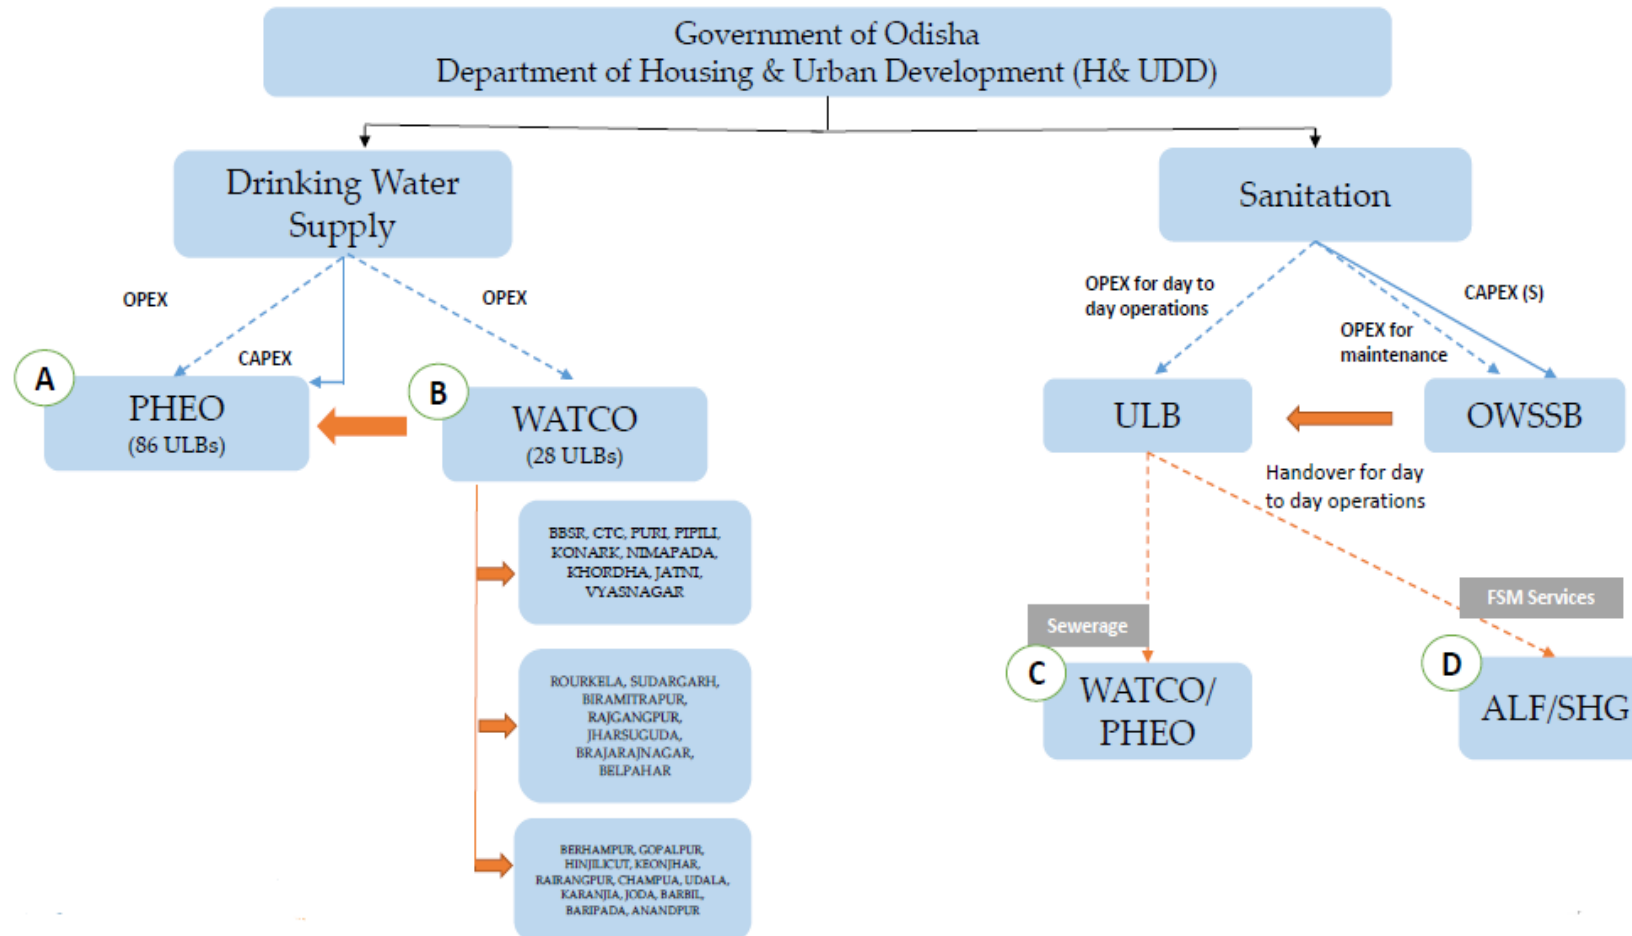 Government of Odisha
Department of Housing & Urban Development (H& UDD)
Drinking Water
Supply
Sanitation
OPEX
OPEX
CAPEX
OPEX for day to
day operations
CAPEX (S)
OPEX for
maintenance
A
PHEO
(86 ULBs)
B
WATCO
(28 ULBs)
ULB
OWSSB
Handover for day
to day operations
BBSR, CTC, PURI, PIPILI,
KONARK, NIMAPADA,
KHORDHA, JATNI,
VYASNAGAR
ROURKELA, SUDARGARH,
BIRAMITRAPUR,
RAJGANGPUR,
JHARSUGUDA,
BRAJARAJNAGAR,
BELPAHAR
BERHAMPUR, GOPALPUR,
HINJILICUT, KEONJHAR,
RAIRANGPUR, CHAMPUA, UDALA,
KARANJIA, JODA, BARBIL,
BARIPADA, ANANDPUR
Sewerage
FSM Services
C
WATCO/
PHEO
D
ALF/SHG